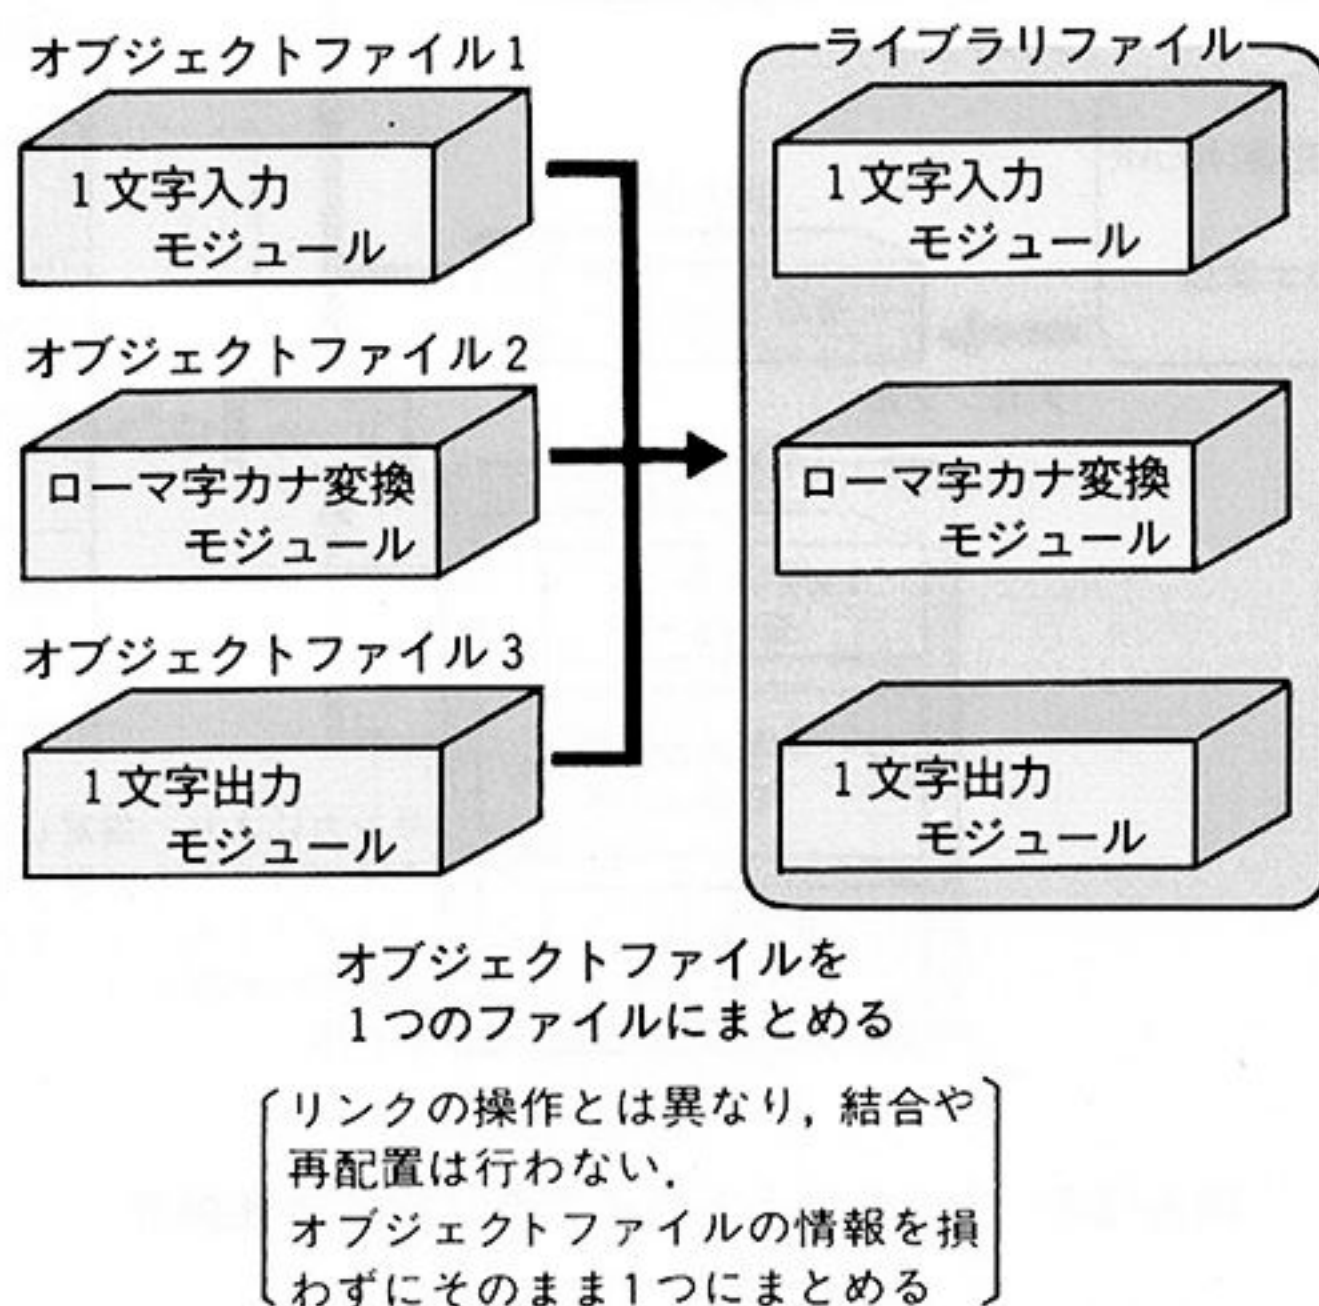 オブジェクトファイル1
1文字入力
モジュール
オブジェクトファイル2
ローマ字カナ変換
モジュール
オブジェクトファイル3
1文字出力
モジュール
ライブラリファイル
1文字入力
モジュール
ローマ字カナ変換
モジュール
1文字出力
モジュール
オブジェクトファイルを
1つのファイルにまとめる
リンクの操作とは異なり,結合や
再配置は行わない.
オブジェクトファイルの情報を損
わずにそのまま1つにまとめる